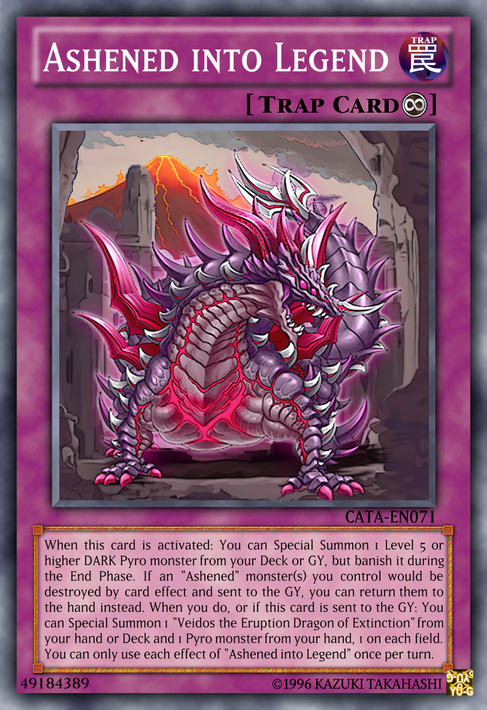 ASHENED INTO LEGEND
TRAP
罠
[TRAP CARD♾]
CATA-EN071
When this card is activated: You can Special Summon 1 Level 5 or
higher DARK Pyro monster from your Deck or GY, but banish it during
the End Phase. If an "Ashened" monster(s) you control would be
destroyed by card effect and sent to the GY, you can return them to
the hand instead. When you do, or if this card is sent to the GY: You
can Special Summon 1 "Veidos the Eruption Dragon of Extinction" from
your hand or Deck and 1 Pyro monster from your hand, 1 on each field.
You can only use each effect of "Ashened into Legend" once per turn.
49184389
©1996 KAZUKI TAKAHASHI